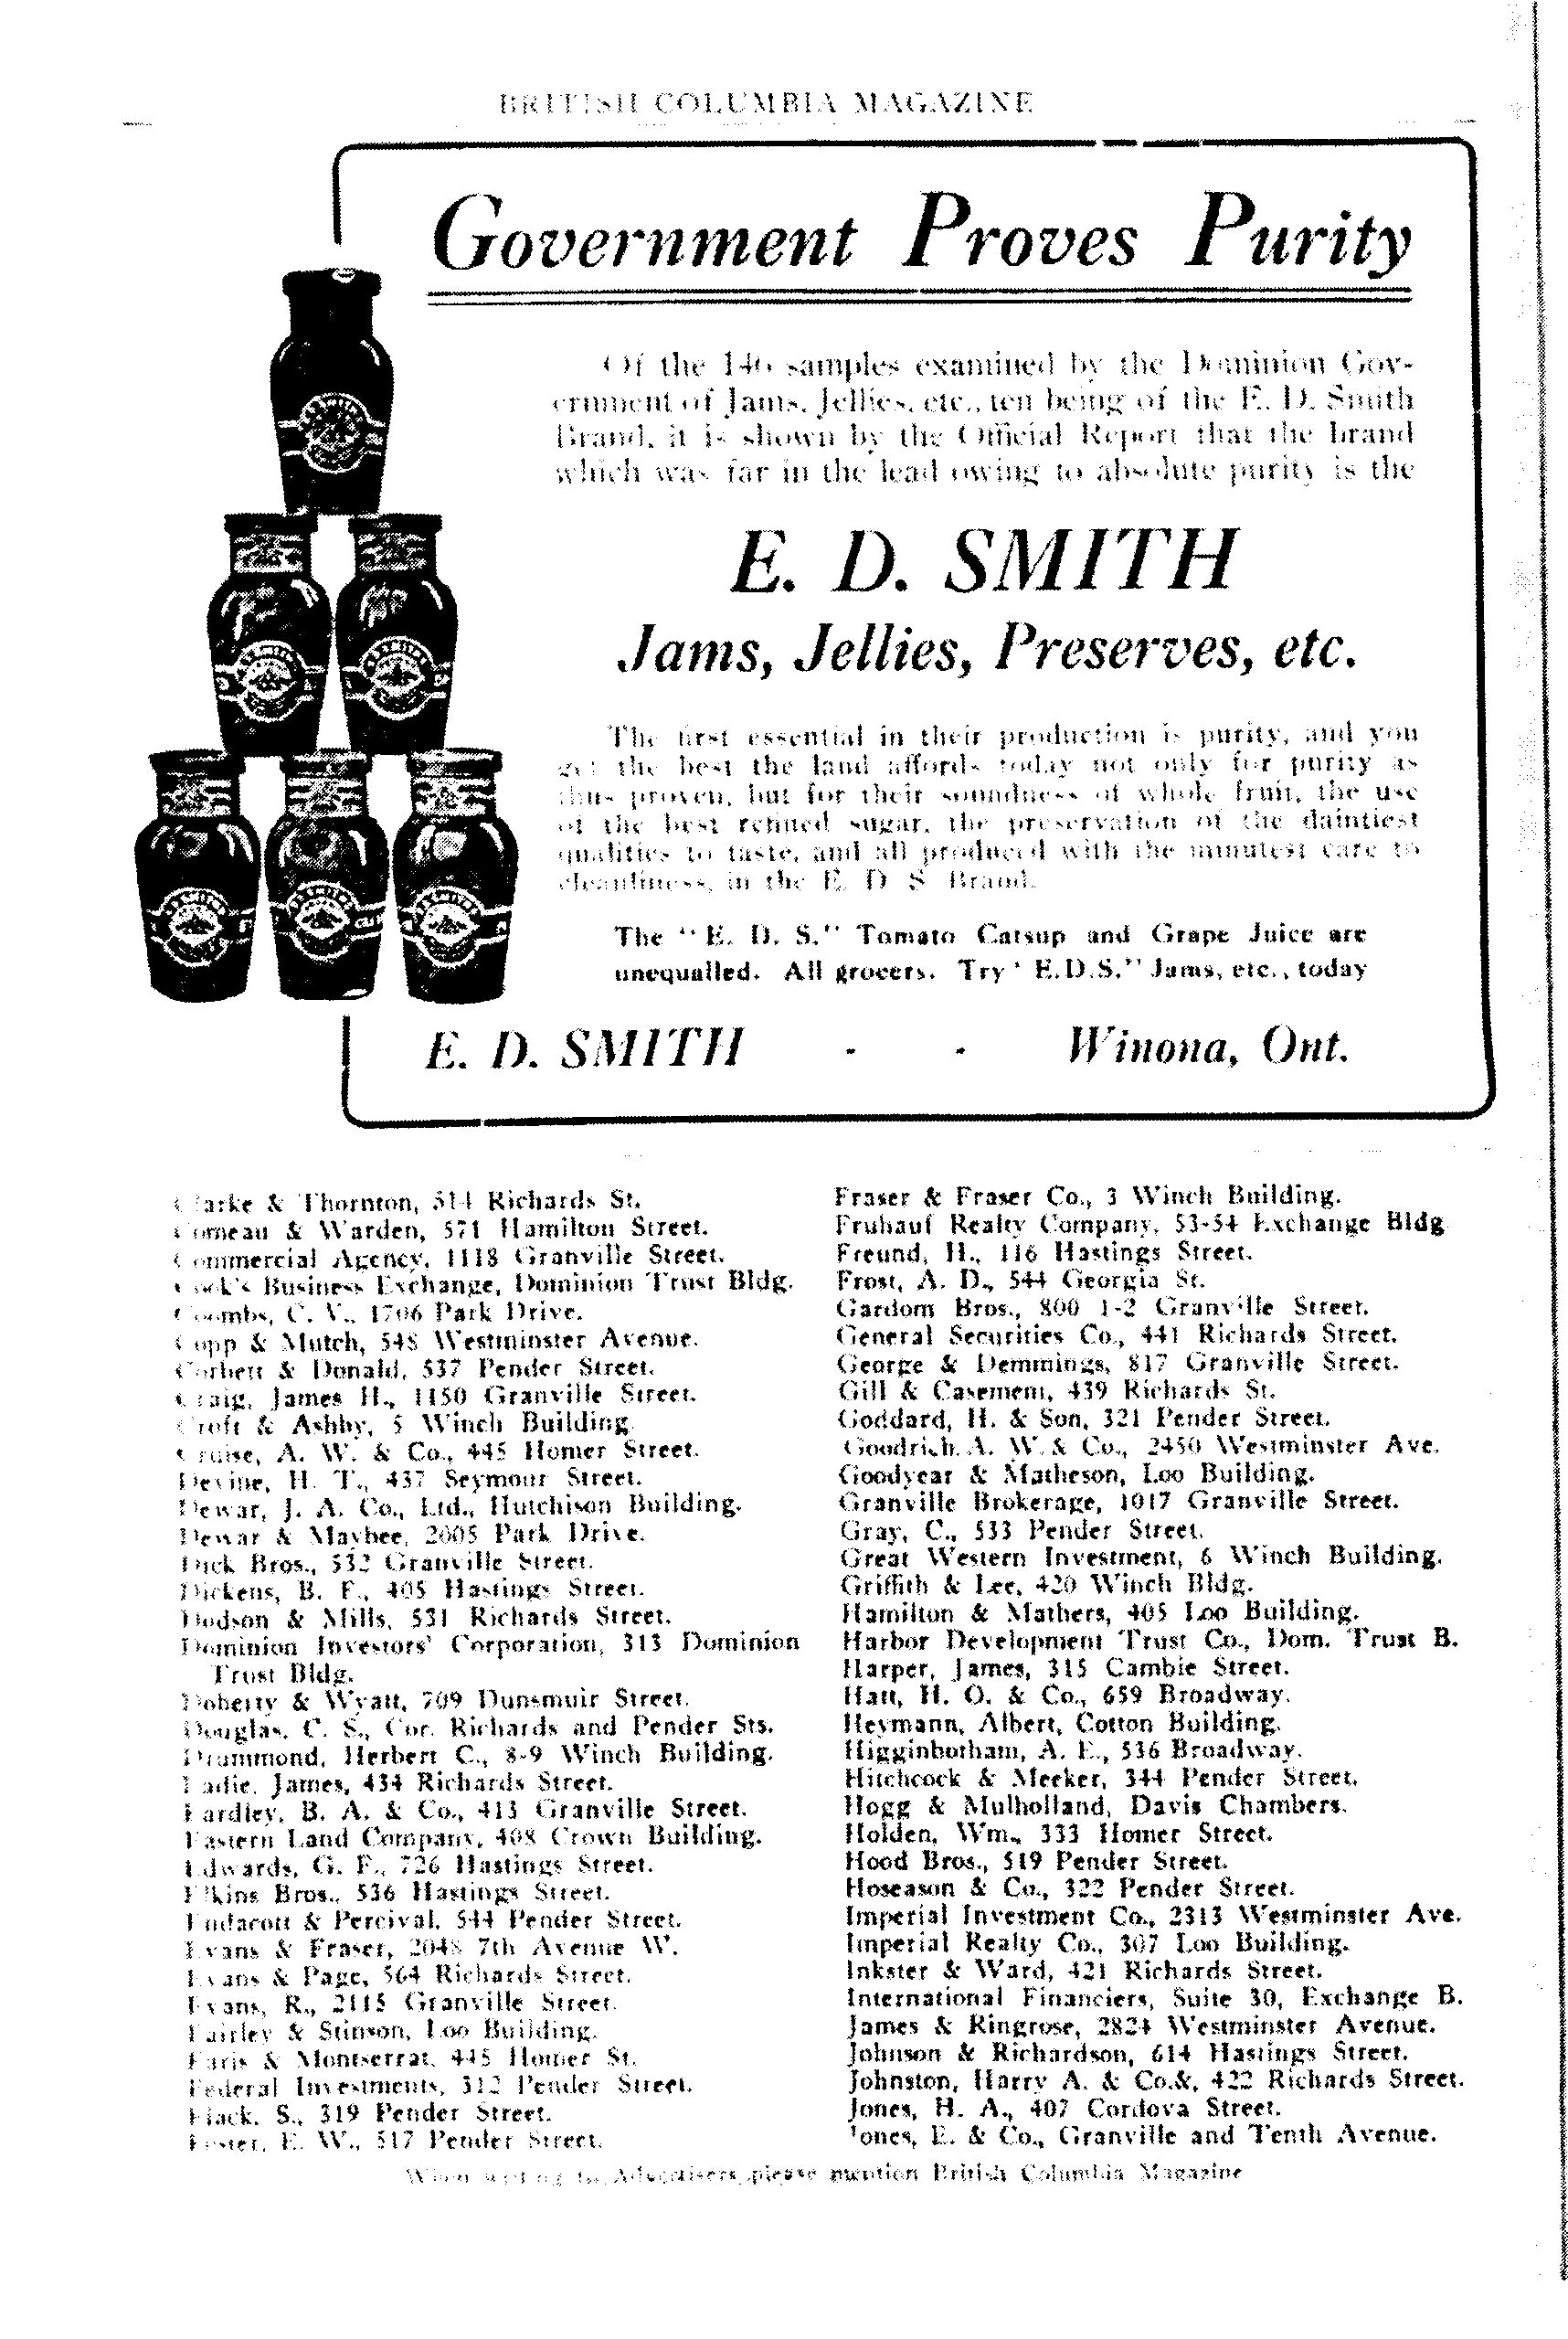 BRITISH COLUMBIA MAGAZINE
Government Proves Purity
Of the 146 samples examined by the Dominion Gov-
ernment of Jams, Jellies, etc., ten being of the E. D. Smith
Brand, it is shown by the Official Report that the brand
which was far in the lead owing to absolute purity is the
E. D. SMITH
Jams, Jellies, Preserves, etc.
The first essential in their production is purity, and you
get the best the land affords today not only for purity as
thus proven, but for their soundness of whole fruit, the use
of the best refined sugar, the preservation of the daintiest
qualities to taste, and all produced with the minutest care to
cleanliness, in the E. D. S. Brand.
The "E. D. S." Tomato Catsup and Grape Juice are
unequalled. All grocers. Try "E.D.S." Jams, etc., today
E. D. SMITH - - Winona, Ont.
Clarke & Thornton, 514 Richards St.
Comeau & Warden, 571 Hamilton Street.
Commercial Agency, 1118 Granville Street.
Cook's Business Exchange, Dominion Trust Bldg.
Coombs, C. V., 1706 Park Drive.
Copp & Mutch, 548 Westminster Avenue.
Corbett & Donald, 537 Pender Street.
Craig, James H., 1150 Granville Street.
Croft & Ashby, 5 Winch Building
Cruise, A. W. & Co., 445 Homer Street.
Devine, H. T., 437 Seymour Street.
Dewar, J. A. Co., Ltd., Hutchison Building.
Dewar & Maybee, 2005 Park Drive.
Dick Bros., 532 Granville Street.
Dickens, B. F., 405 Hastings Street.
Dodson & Mills, 531 Richards Street.
Dominion Investors' Corporation, 313 Dominion
Trust Bldg.
Doherty & Wyatt, 709 Dunsmuir Street.
Douglas, C. S., Cor. Richards and Pender Sts.
Drummond, Herbert C., 8-9 Winch Building.
Eadie, James, 434 Richards Street.
Eardley, B. A. & Co., 413 Granville Street.
Eastern Land Company, 408 Crown Building.
Edwards, G. F., 726 Hastings Street.
Elkins Bros., 536 Hastings Street.
Endacott & Percival, 544 Pender Street.
Evans & Fraser, 2048 7th Avenue W.
Evans & Page, 564 Richards Street.
Evans, R., 2115 Granville Street.
Fairley & Stinson, Loo Building.
Faris & Montserrat, 445 Homer St.
Federal Investments, 312 Pender Street.
Flack, S., 319 Pender Street.
Foster, E. W., 517 Pender Street.
Fraser & Fraser Co., 3 Winch Building.
Fruhauf Realty Company, 53-54 Exchange Bldg
Freund, H., 116 Hastings Street.
Frost, A. D., 544 Georgia St.
Gardom Bros., 800 1-2 Granville Street.
General Securities Co., 441 Richards Street.
George & Demmings, 817 Granville Street.
Gill & Casement, 439 Richards St.
Goddard, H. & Son, 321 Pender Street.
Goodrich, A. W. & Co., 2450 Westminster Ave.
Goodyear & Matheson, Loo Building.
Granville Brokerage, 1017 Granville Street.
Gray, C., 533 Pender Street.
Great Western Investment, 6 Winch Building.
Griffith & Lee, 420 Winch Bldg.
Hamilton & Mathers, 405 Loo Building.
Harbor Development Trust Co., Dom. Trust B.
Harper, James, 315 Cambie Street.
Hatt, H. O. & Co., 659 Broadway.
Heymann, Albert, Cotton Building.
Higginbotham, A. E., 536 Broadway.
Hitchcock & Meeker, 344 Pender Street.
Hogg & Mulholland, Davis Chambers.
Holden, Wm., 333 Homer Street.
Hood Bros., 519 Pender Street.
Hoseason & Co., 322 Pender Street.
Imperial Investment Co., 2313 Westminster Ave.
Imperial Realty Co., 307 Loo Building.
Inkster & Ward, 421 Richards Street.
International Financiers, Suite 30, Exchange B.
James & Ringrose, 2824 Westminster Avenue.
Johnson & Richardson, 614 Hastings Street.
Johnston, Harry A. & Co.&, 422 Richards Street.
Jones, H. A., 407 Cordova Street.
Jones, E. & Co., Granville and Tenth Avenue.
When writing to Advertisers please mention British Columbia Magazine